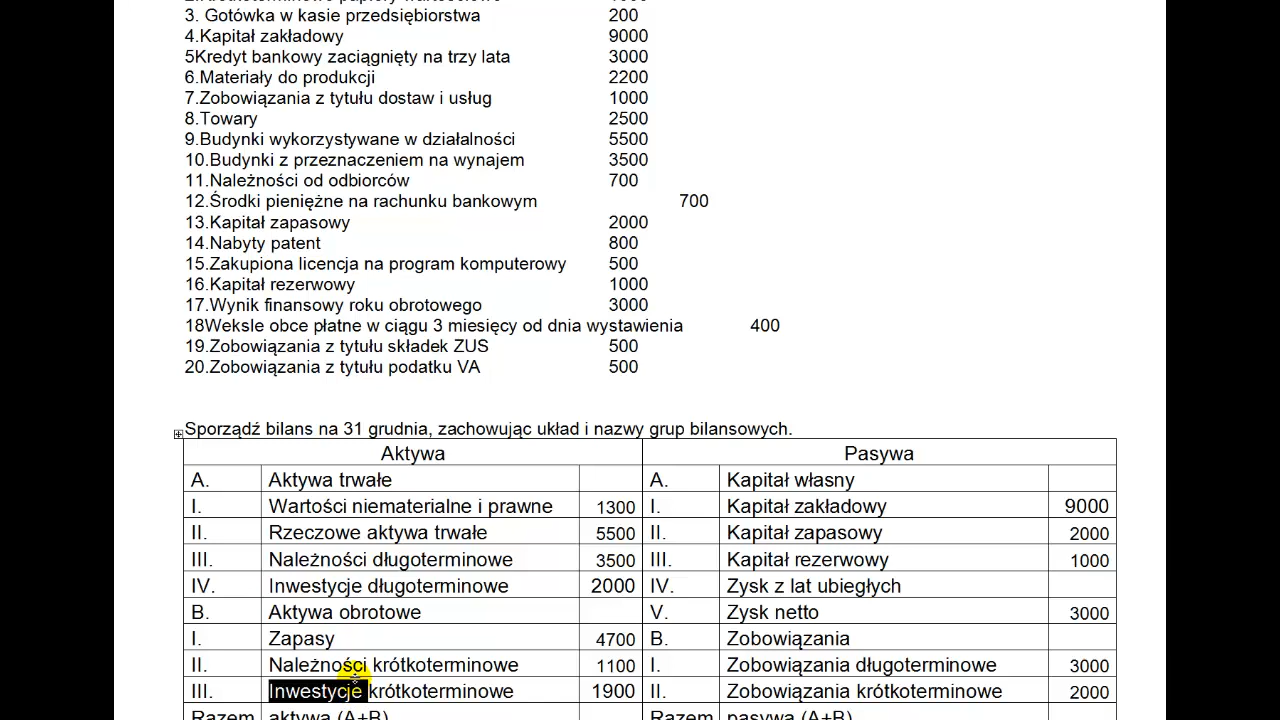 3. Gotówka w kasie przedsiębiorstwa 200
4.Kapitał zakładowy 9000
5Kredyt bankowy zaciągnięty na trzy lata 3000
6.Materiały do produkcji 2200
7.Zobowiązania z tytułu dostaw i usług 1000
8.Towary 2500
9.Budynki wykorzystywane w działalności 5500
10.Budynki z przeznaczeniem na wynajem 3500
11.Należności od odbiorców 700
12.Środki pieniężne na rachunku bankowym 700
13.Kapitał zapasowy 2000
14.Nabyty patent 800
15.Zakupiona licencja na program komputerowy 500
16.Kapitał rezerwowy 1000
17.Wynik finansowy roku obrotowego 3000
18Weksle obce płatne w ciągu 3 miesięcy od dnia wystawienia 400
19.Zobowiązania z tytułu składek ZUS 500
20.Zobowiązania z tytułu podatku VA 500
Sporządź bilans na 31 grudnia, zachowując układ i nazwy grup bilansowych.
Aktywa Pasywa
A. Aktywa trwałe A. Kapitał własny
I. Wartości niematerialne i prawne 1300 I. Kapitał zakładowy 9000
II. Rzeczowe aktywa trwałe 5500 II. Kapitał zapasowy 2000
III. Należności długoterminowe 3500 III. Kapitał rezerwowy 1000
IV. Inwestycje długoterminowe 2000 IV. Zysk z lat ubiegłych
B. Aktywa obrotowe V. Zysk netto 3000
I. Zapasy 4700 B. Zobowiązania
II. Należności krótkoterminowe 1100 I. Zobowiązania długoterminowe 3000
III. Inwestycje krótkoterminowe 1900 II. Zobowiązania krótkoterminowe 2000
Razem aktywa (A+B) Razem pasywa (A+B)